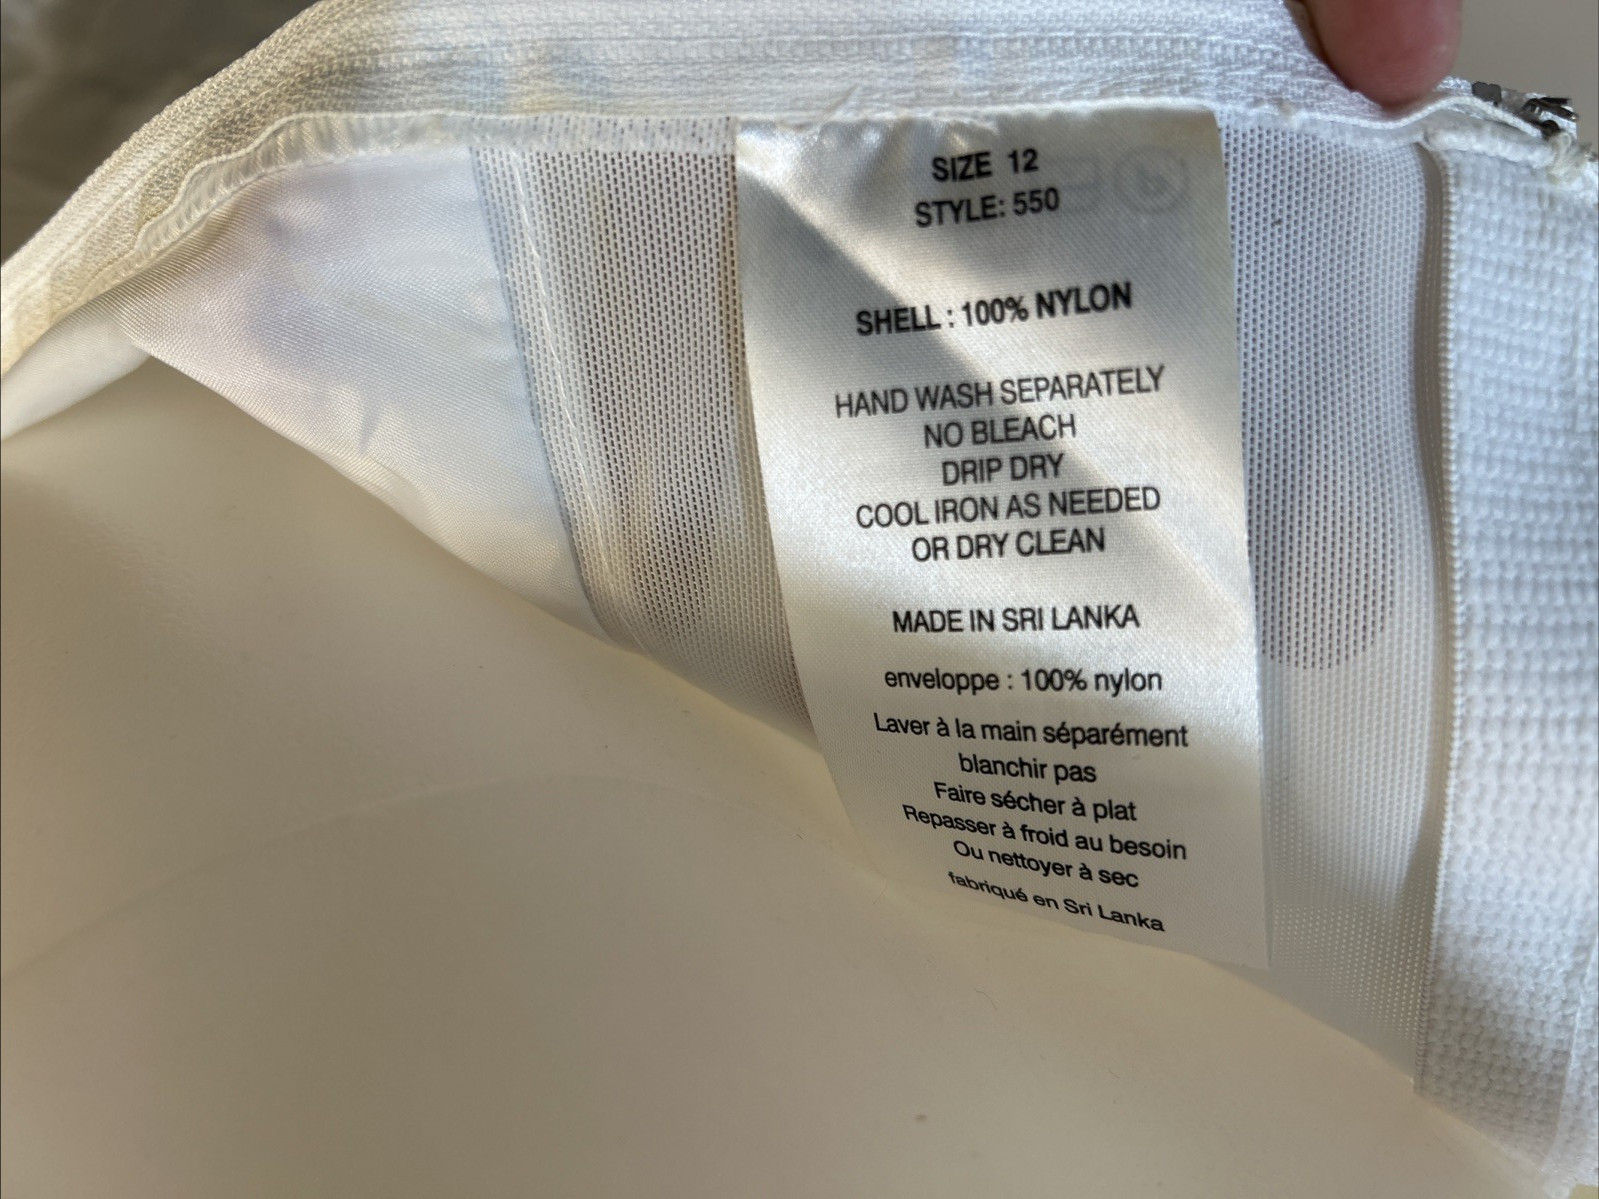 SIZE 12
STYLE: 550
SHELL : 100% NYLON
HAND WASH SEPARATELY
NO BLEACH
DRIP DRY
COOL IRON AS NEEDED
OR DRY CLEAN
MADE IN SRI LANKA
enveloppe : 100% nylon
Laver à la main séparément
blanchir pas
Faire sécher à plat
Repasser à froid au besoin
Ou nettoyer à sec
fabriqué en Sri Lanka